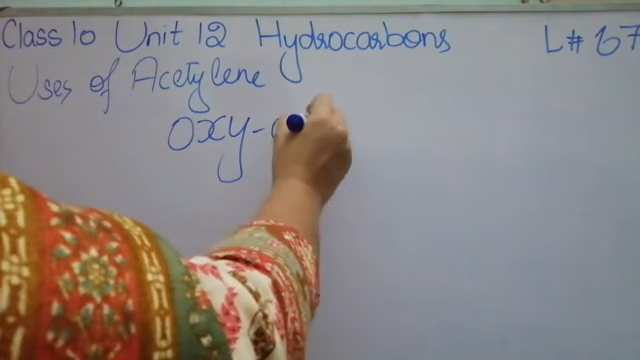 Class 10 Unit 12 Hydrocarbons L# 67
Uses of Acetylene
Oxy-